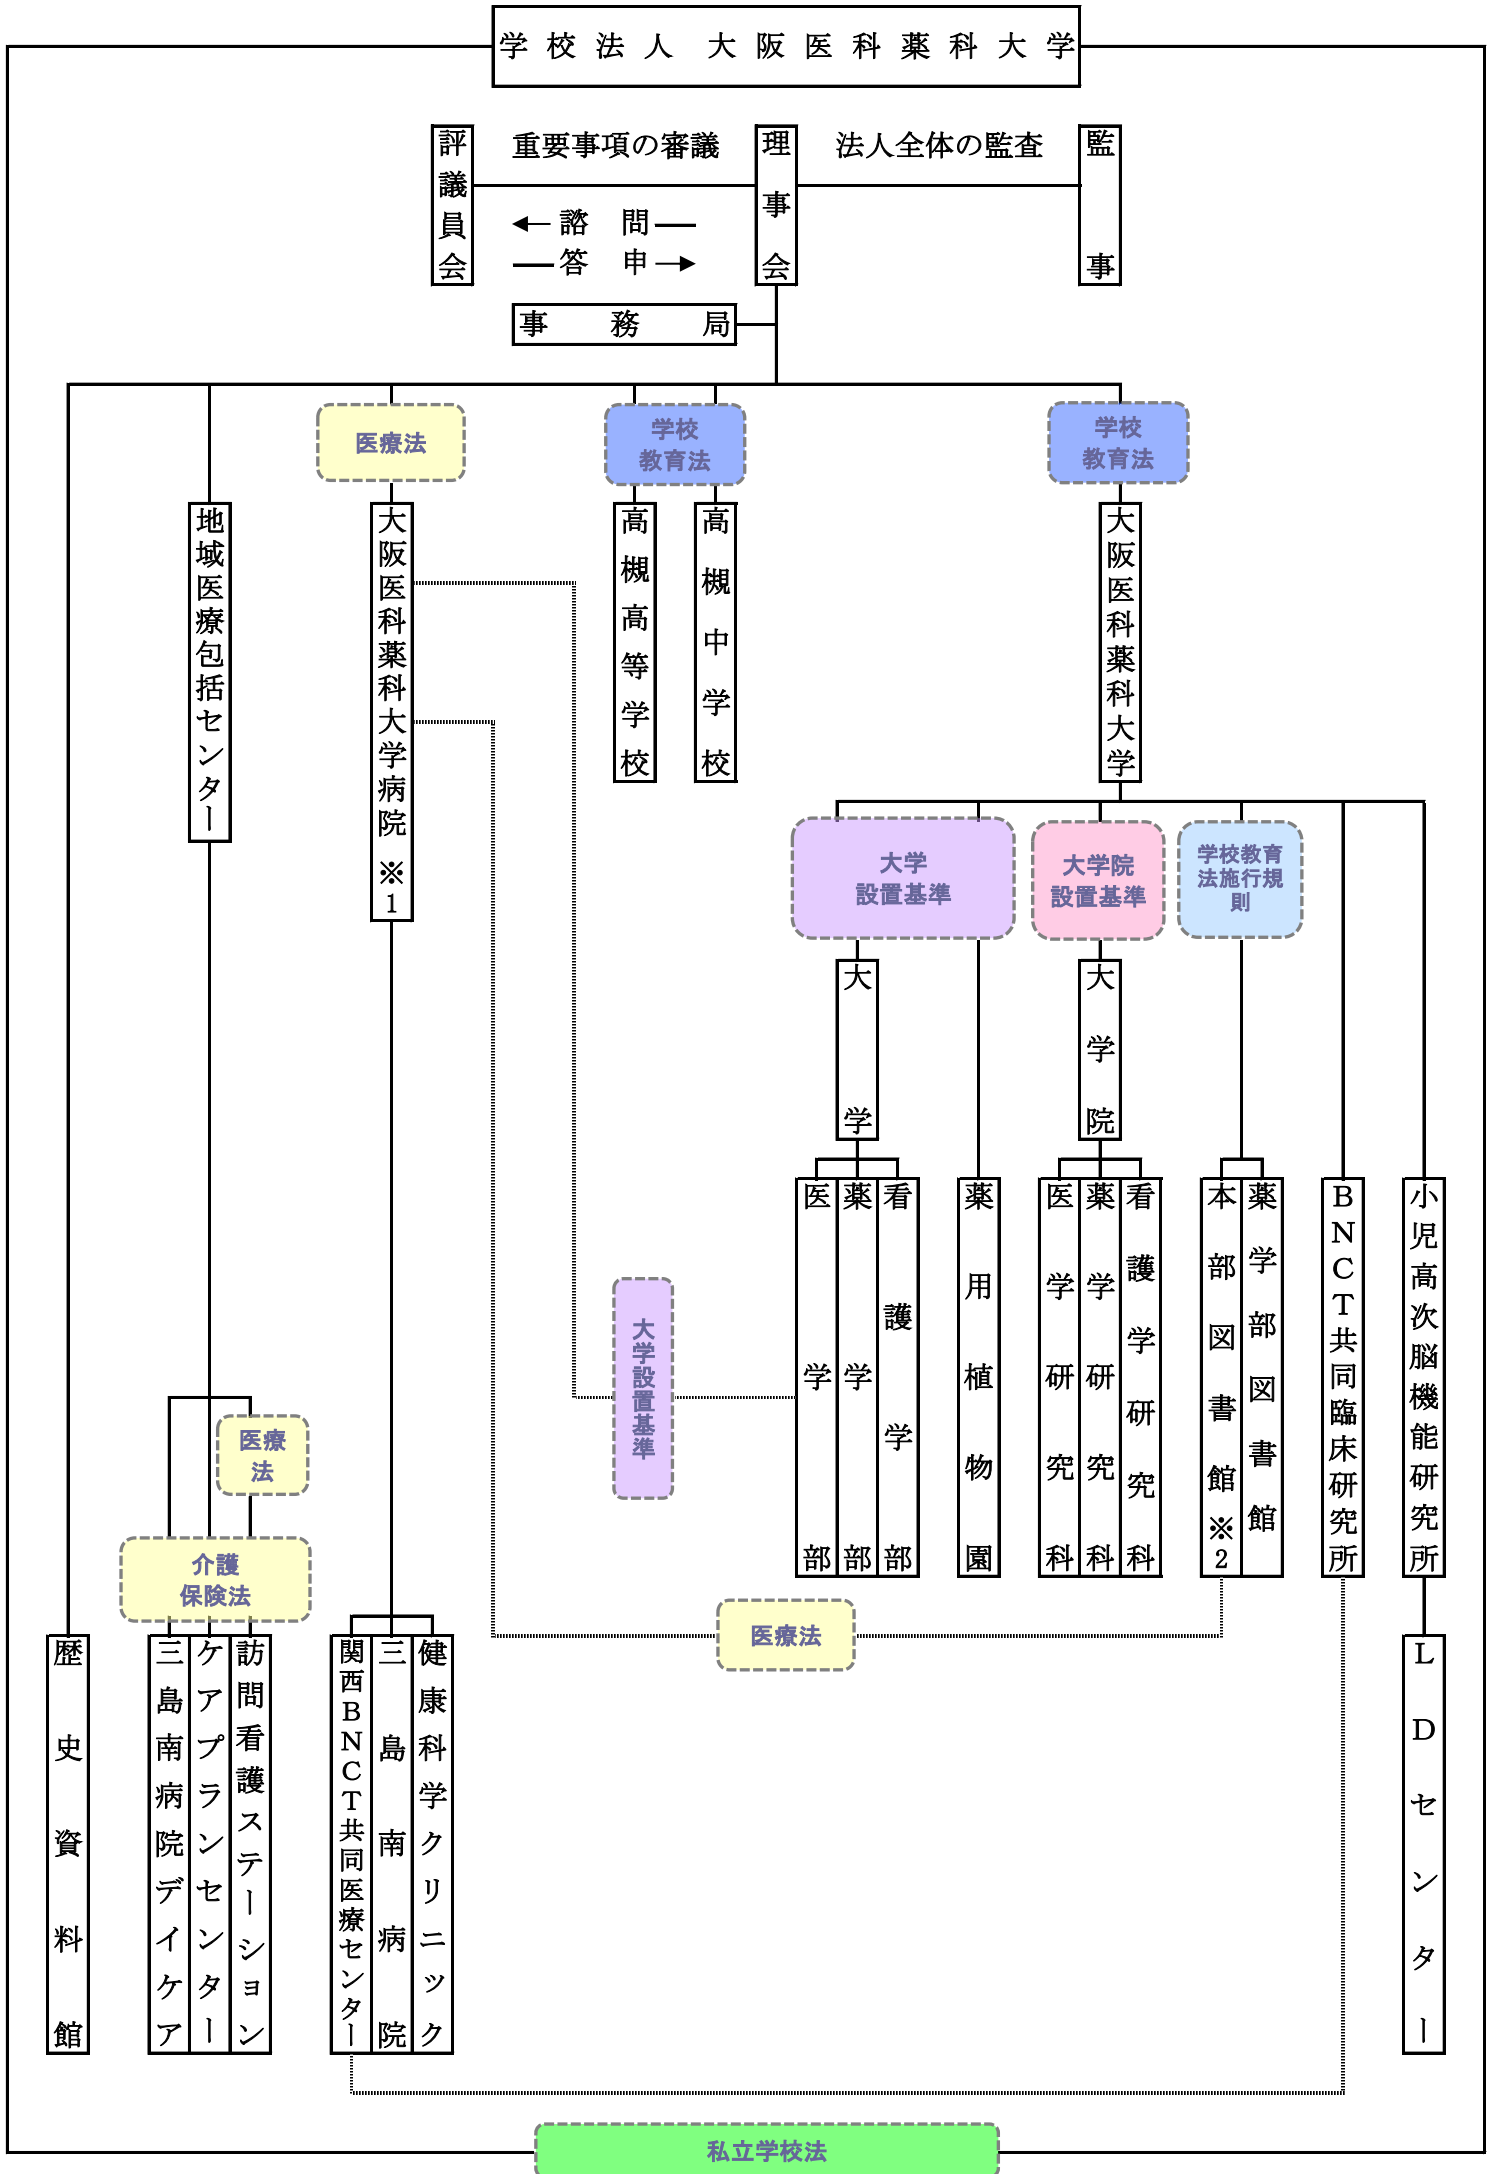 学校法人 大阪医科薬科大学
評議員会
重要事項の審議
理事会
法人全体の監査
監事
←諮 問―
―答 申→
事務局
医療法
学校
教育法
学校
教育法
地域医療包括センター
大阪医科薬科大学病院※1
高槻高等学校
高槻中学校
大阪医科薬科大学
大学
設置基準
大学院
設置基準
学校教育
法施行規
則
大学
大学院
医学部
薬学部
看護学部
薬用植物園
医学研究科
薬学研究科
看護学研究科
本部図書館※2
薬学部図書館
BNCT共同臨床研究所
小児高次脳機能研究所
大学設置基準
医療
法
介護
保険法
医療法
歴史資料館
三島南病院デイケア
ケアプランセンター
訪問看護ステーション
関西BNCT共同医療センター
三島南病院
健康科学クリニック
LDセンター
私立学校法